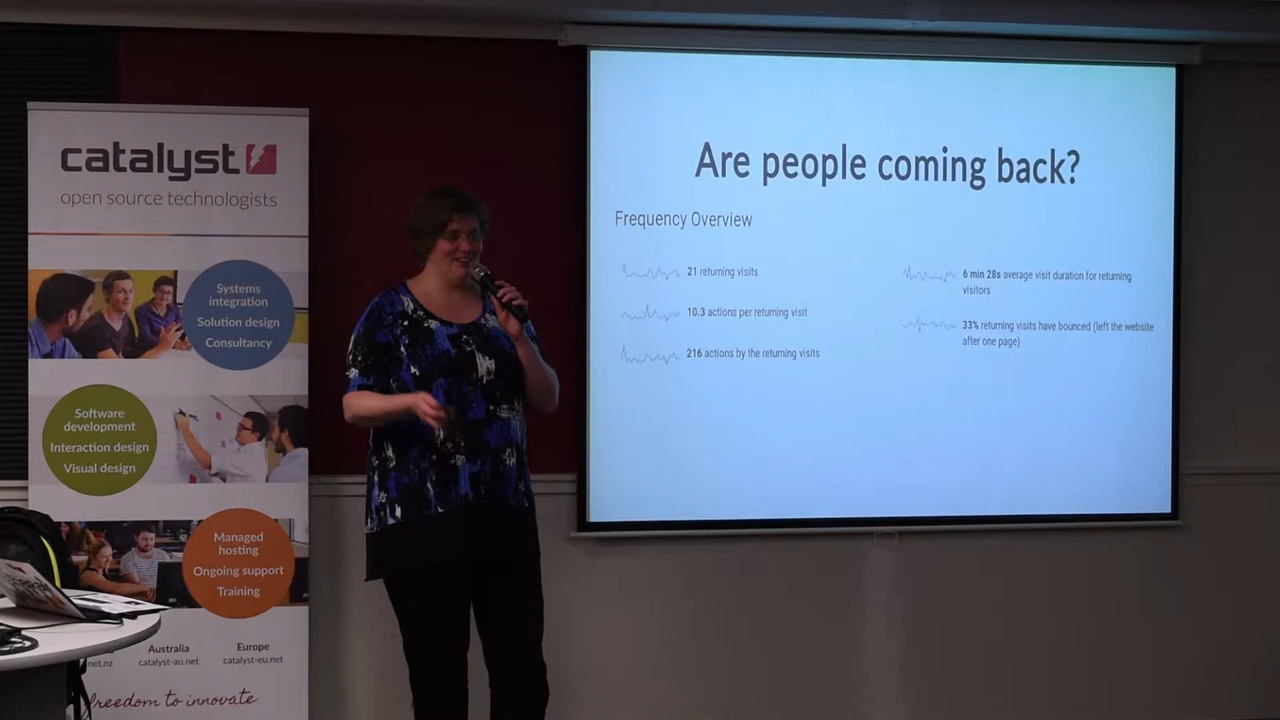 catalyst
open source technologists
Systems
integration
Solution design
Consultancy
Software
development
Interaction design
Visual design
Managed
hosting
Ongoing support
Training
Australia
Europe
net.nz
catalyst-au.net
catalyst-eu.net
freedom to innovate
Are people coming back?
Frequency Overview
21 returning visits
10.3 actions per returning visit
216 actions by the returning visits
6 min 28s average visit duration for returning
visitors
33% returning visits have bounced (left the website
after one page)